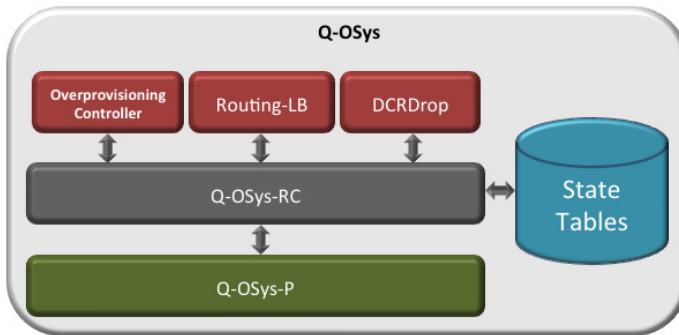 Q-OSys
Overprovisioning
Controller
Routing-LB
DCRDrop
Q-OSys-RC
State
Tables
Q-OSys-P